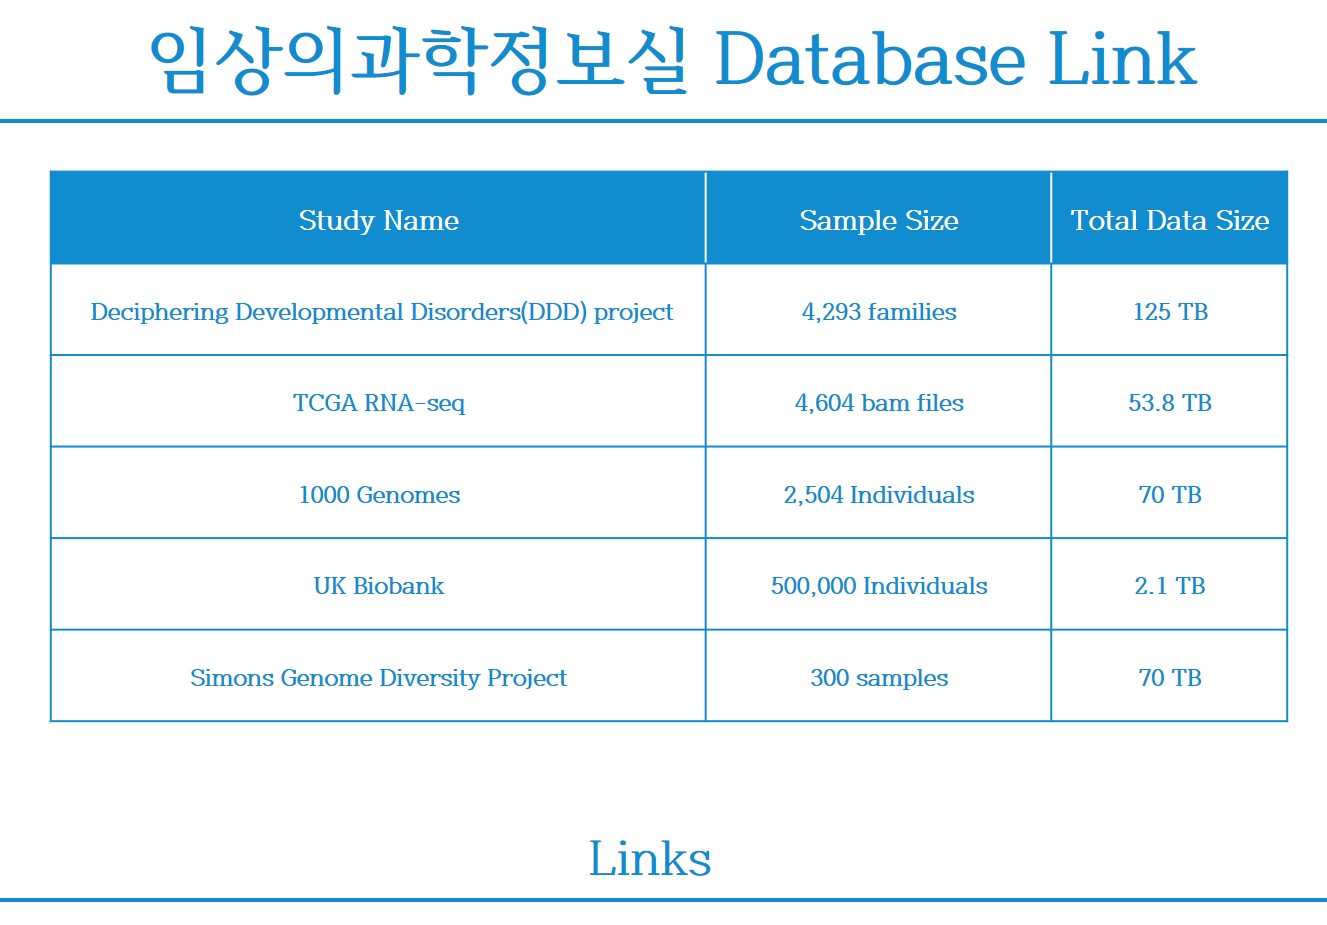 임상의과학정보실 Database Link
Study Name Sample Size Total Data Size
Deciphering Developmental Disorders(DDD) project 4,293 families 125 TB
TCGA RNA-seq 4,604 bam files 53.8 TB
1000 Genomes 2,504 Individuals 70 TB
UK Biobank 500,000 Individuals 2.1 TB
Simons Genome Diversity Project 300 samples 70 TB
Links